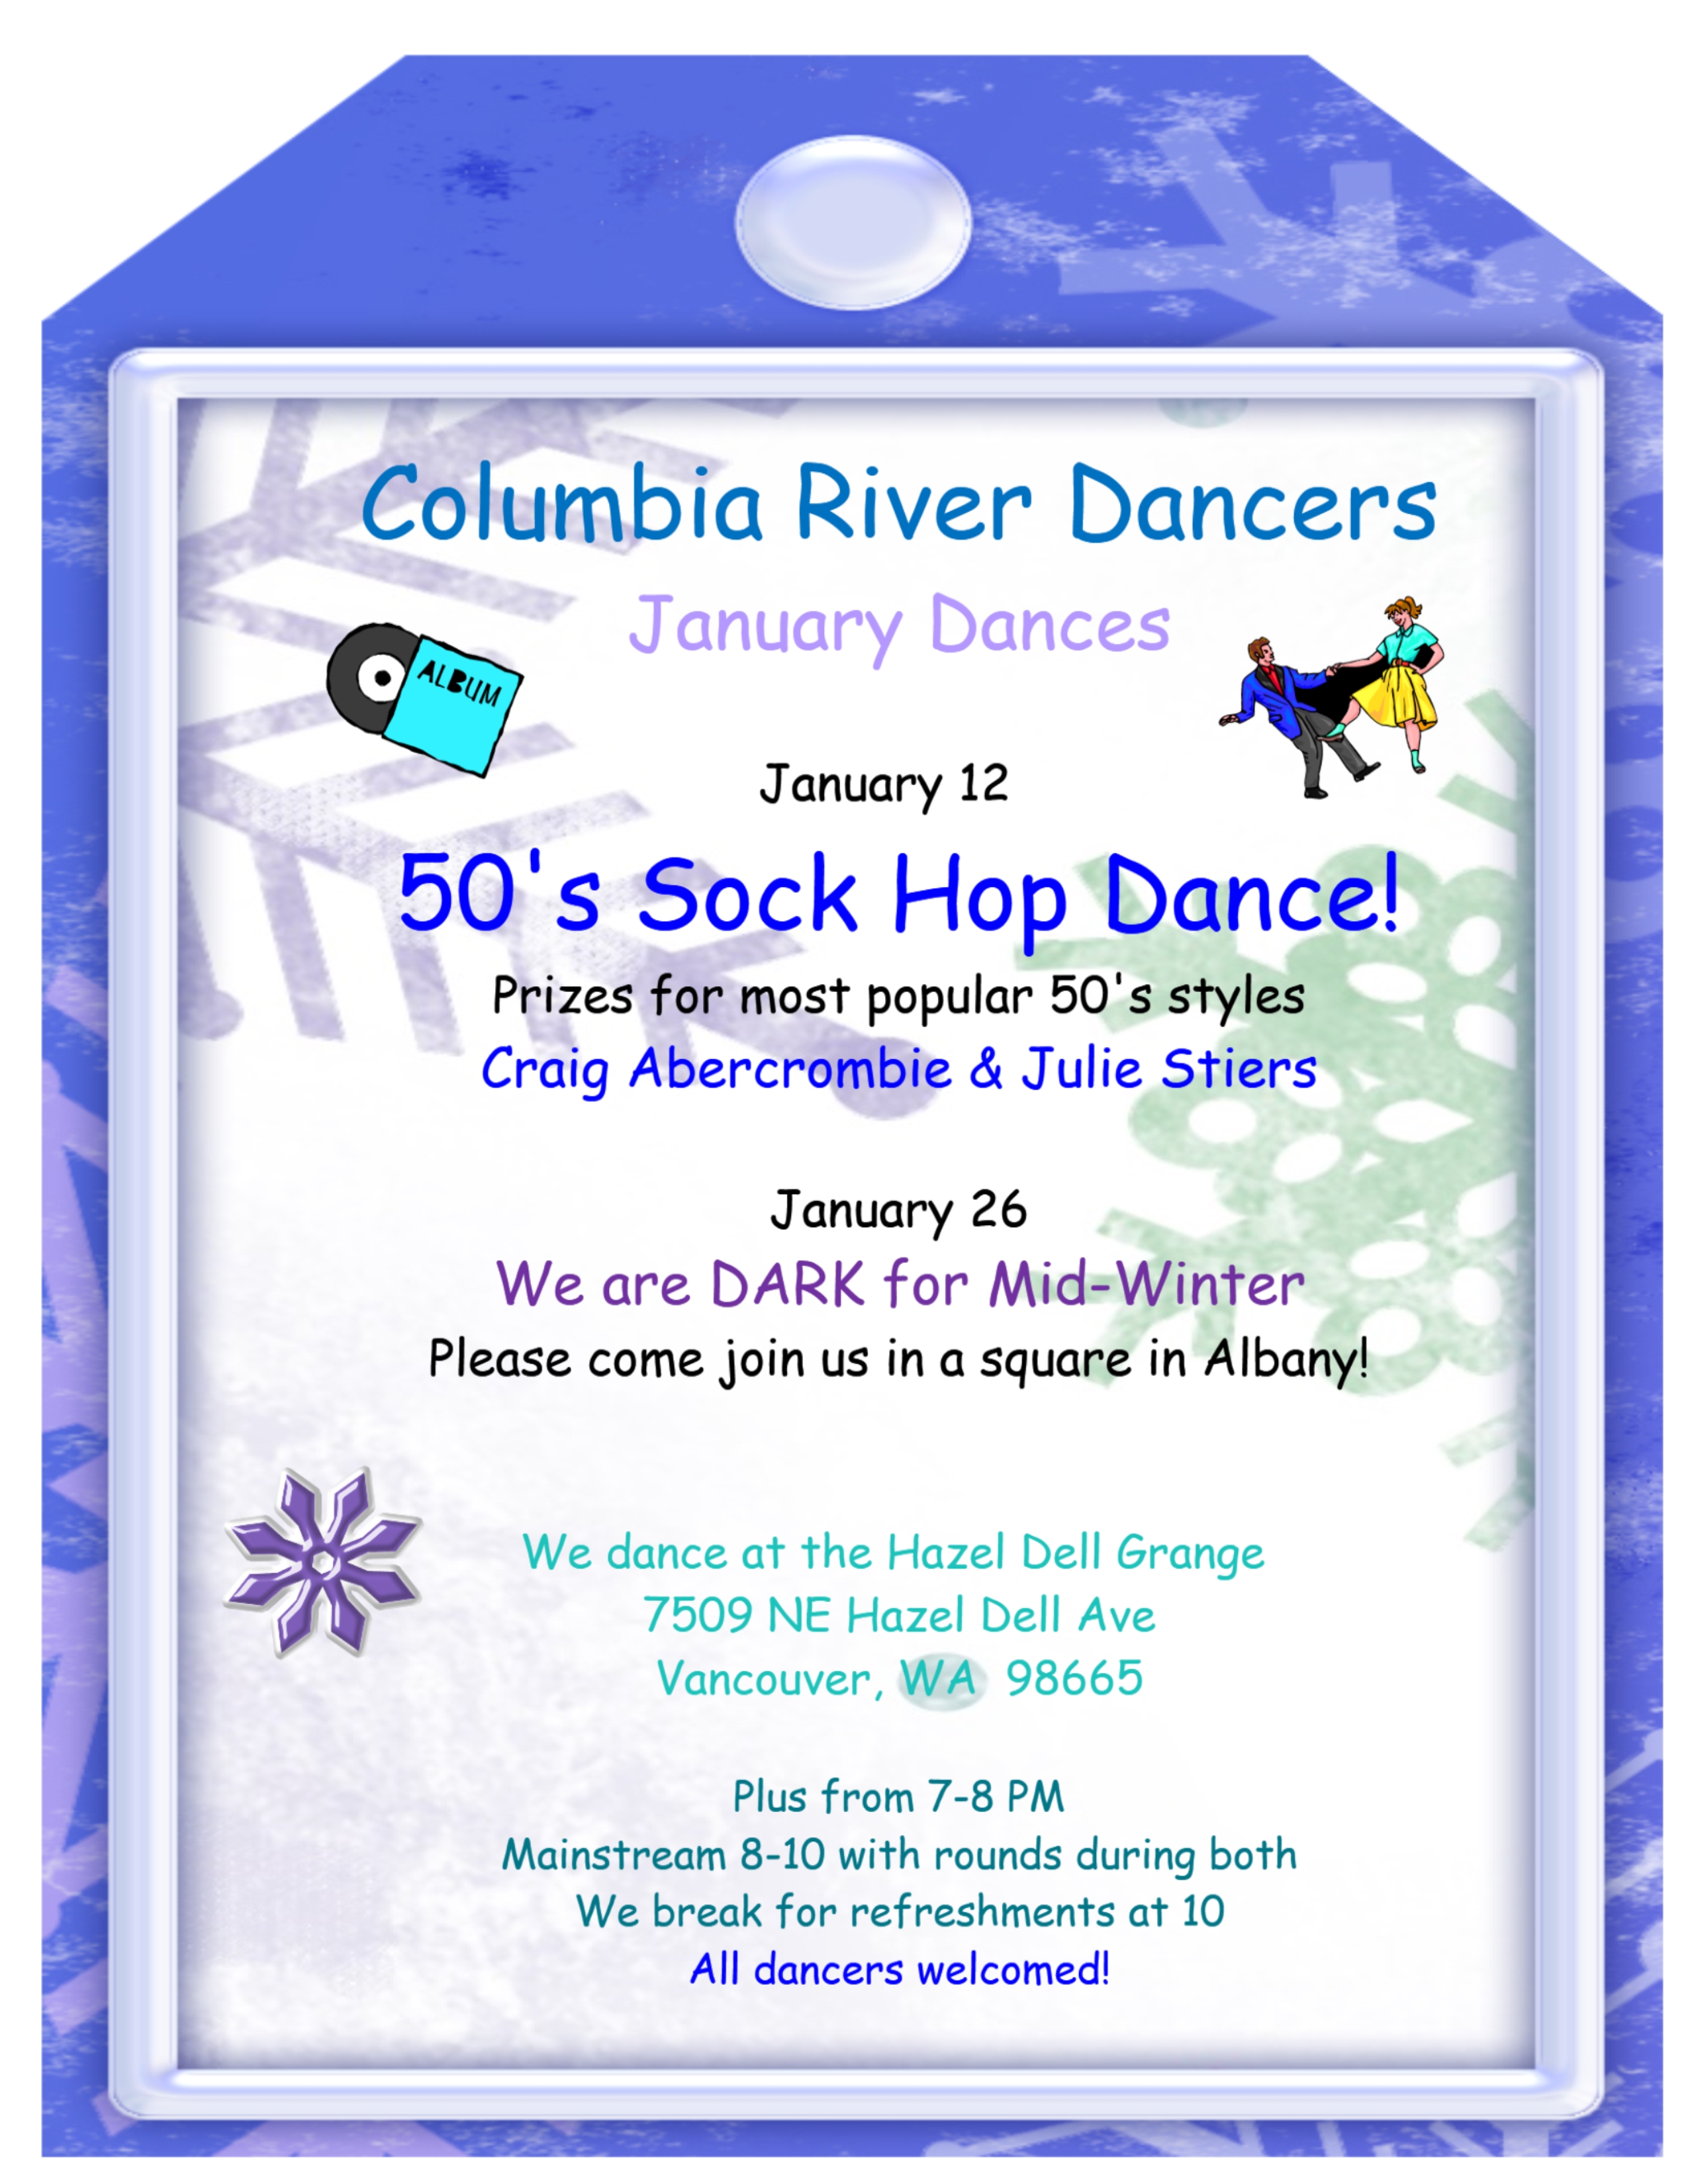 Columbia River Dancers
January Dances
ALBUM
January 12
50's Sock Hop Dance!
Prizes for most popular 50's styles
Craig Abercrombie & Julie Stiers
January 26
We are DARK for Mid-Winter
Please come join us in a square in Albany!
We dance at the Hazel Dell Grange
7509 NE Hazel Dell Ave
Vancouver, WA  98665
Plus from 7-8 PM
Mainstream 8-10 with rounds during both
We break for refreshments at 10
All dancers welcomed!